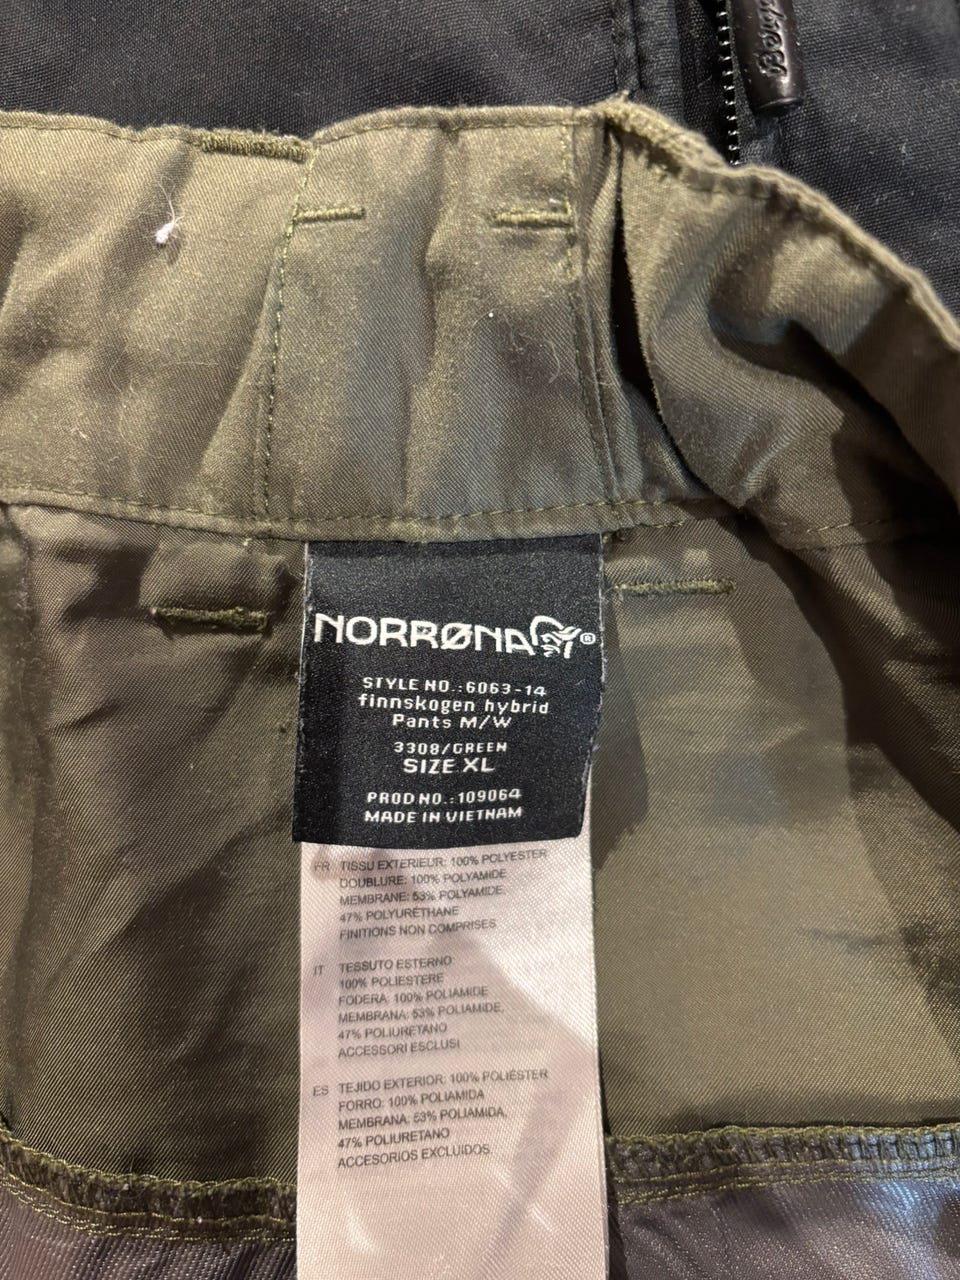 Berg
NORRØNA®
STYLE NO.:6063-14
finnskogen hybrid
Pants M/W
3308/GREEN
SIZE XL
PROD NO.:109064
MADE IN VIETNAM
FR TISSU EXTERIEUR: 100% POLYESTER
DOUBLURE: 100% POLYAMIDE
MEMBRANE: 53% POLYAMIDE,
47% POLYURÉTHANE
FINITIONS NON COMPRISES
IT TESSUTO ESTERNO
100% POLIESTERE
FODERA: 100% POLIAMIDE
MEMBRANA: 53% POLIAMIDE,
47% POLIURETANO
ACCESSORI ESCLUSI
ES TEJIDO EXTERIOR: 100% POLIÉSTER
FORRO: 100% POLIAMIDA
MEMBRANA: 53% POLIAMIDA,
47% POLIURETANO
ACCESORIOS EXCLUÍDOS